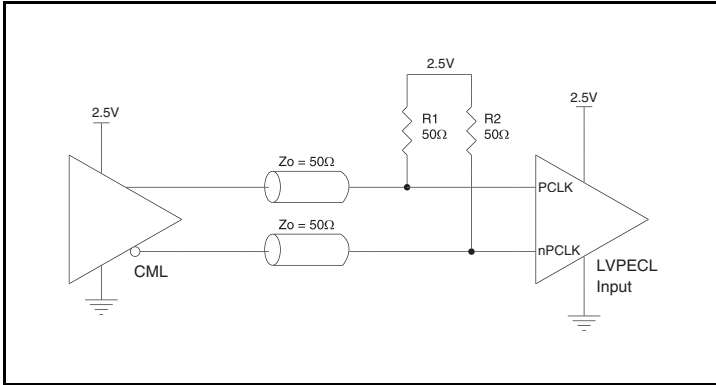 2.5V
2.5V
2.5V
R1
50Ω
R2
50Ω
Zo = 50Ω
Zo = 50Ω
PCLK
nPCLK
CML
LVPECL
Input